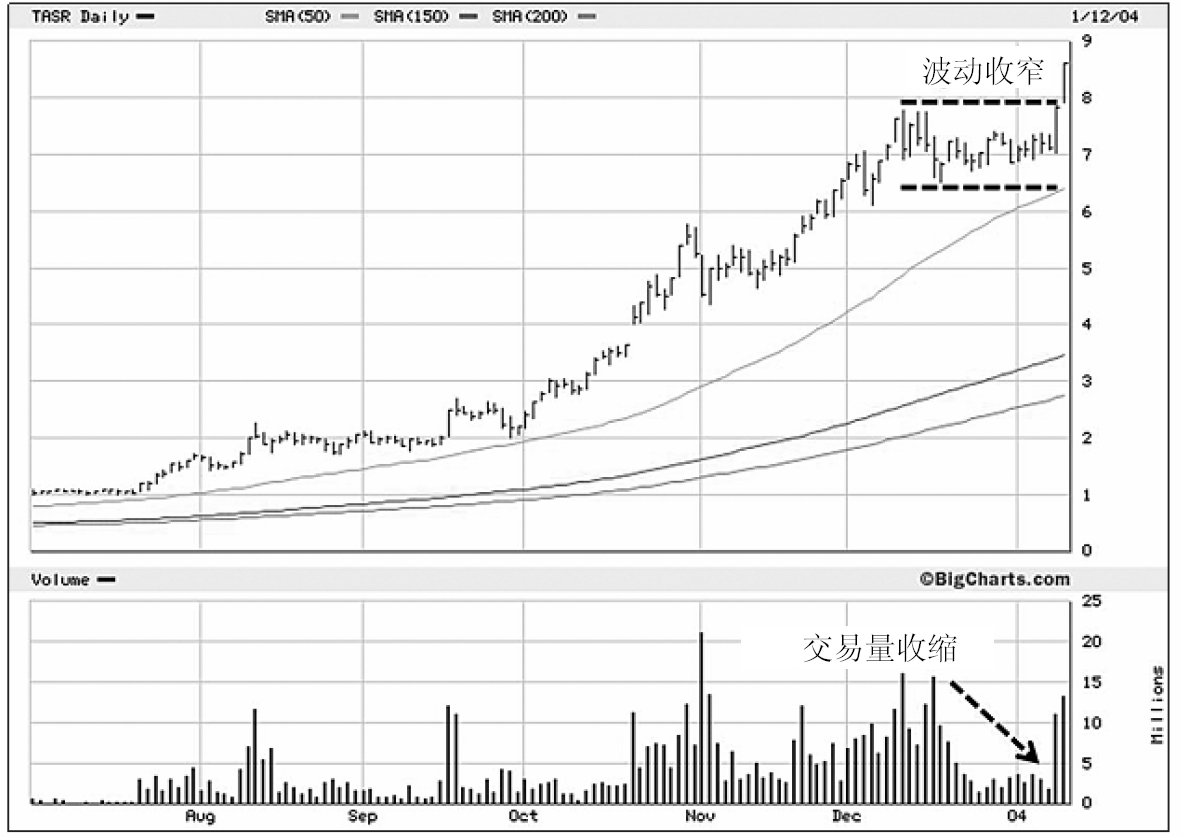 TASR Daily SMA(50) SMA(150) SMA(200) 1/12/04
波动收窄
9
8
7
6
5
4
3
2
1
0
Volume ©BigCharts.com
交易量收缩
25
20
15
10
5
0
Millions
Aug Sep Oct Nov Dec 04